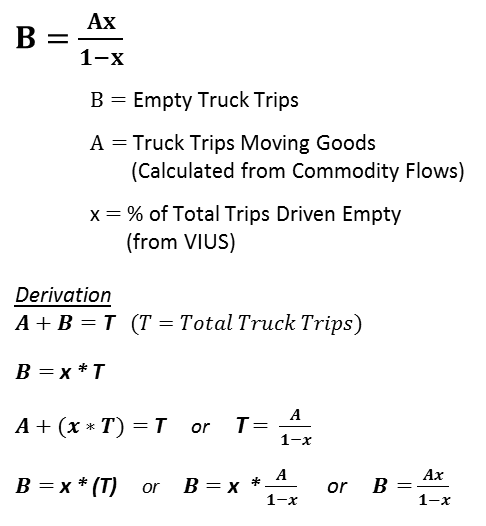 B = Ax/1−x
B = Empty Truck Trips
A = Truck Trips Moving Goods
(Calculated from Commodity Flows)
x = % of Total Trips Driven Empty
(from VIUS)
Derivation
A + B = T (T = Total Truck Trips)
B = x * T
A + (x * T) = T or T = A/1−x
B = x * (T) or B = x * A/1−x or B = Ax/1−x